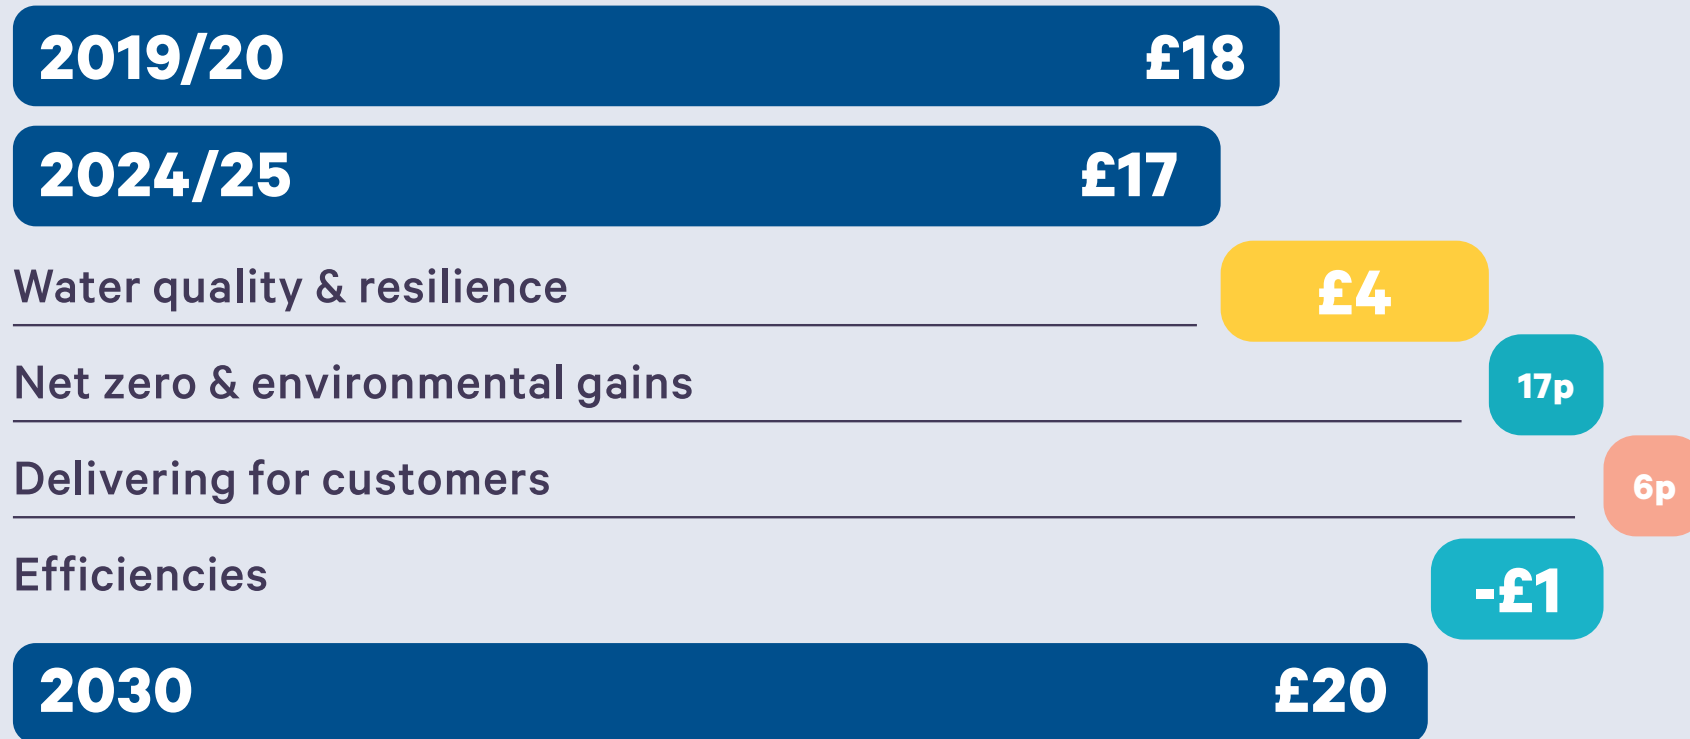 2019/20 £18
2024/25 £17
Water quality & resilience £4
Net zero & environmental gains 17p
Delivering for customers 6p
Efficiencies -£1
2030 £20